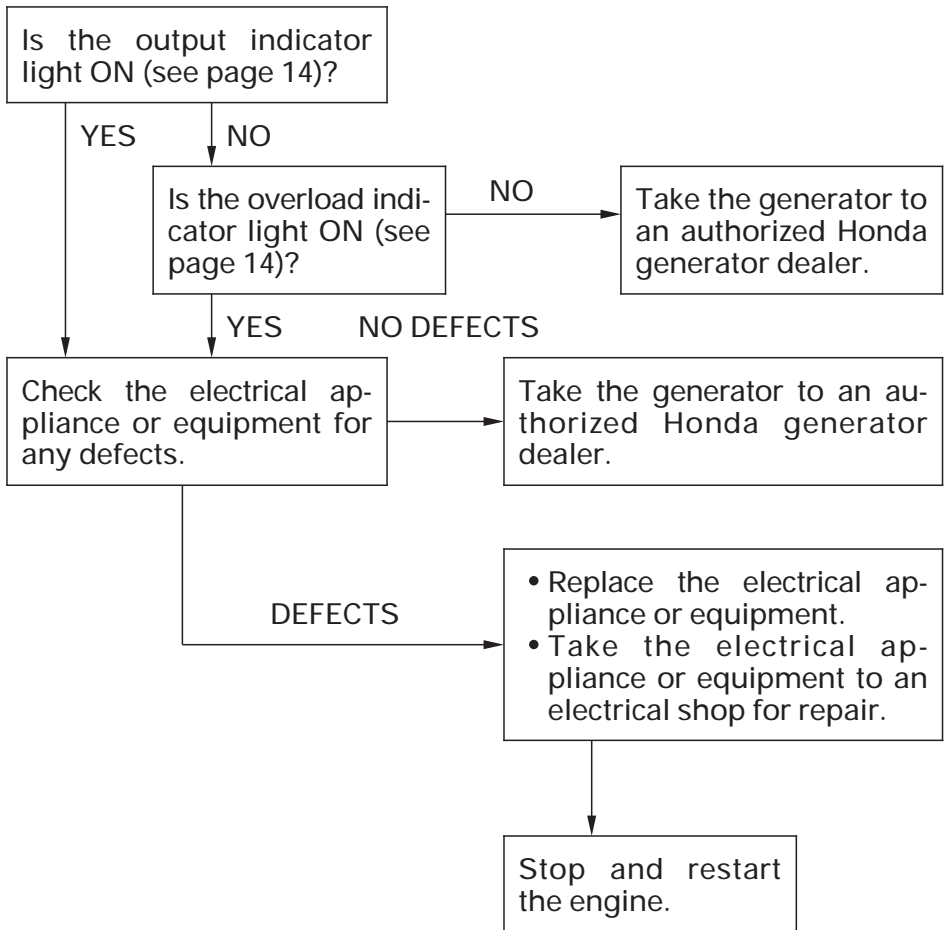 Is the output indicator
light ON (see page 14)?
YES
NO
Is the overload indi-
cator light ON (see
page 14)?
NO
Take the generator to
an authorized Honda
generator dealer.
YES
NO DEFECTS
Check the electrical ap-
pliance or equipment for
any defects.
Take the generator to an au-
thorized Honda generator
dealer.
DEFECTS
• Replace the electrical ap-
pliance or equipment.
• Take the electrical ap-
pliance or equipment to an
electrical shop for repair.
Stop and restart
the engine.